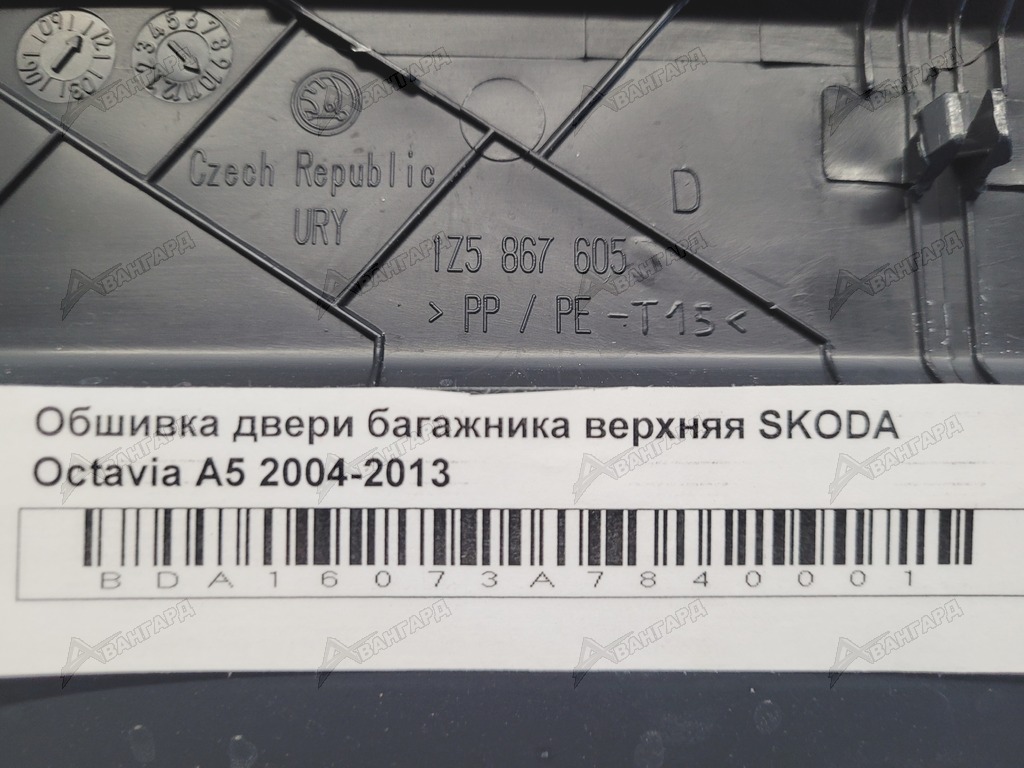 Czech Republic
URY
D
1Z5 867 605
> PP / PE -T15<
Обшивка двери багажника верхняя SKODA
Octavia A5 2004-2013
BDA16073A7840001
АВАНГАРД